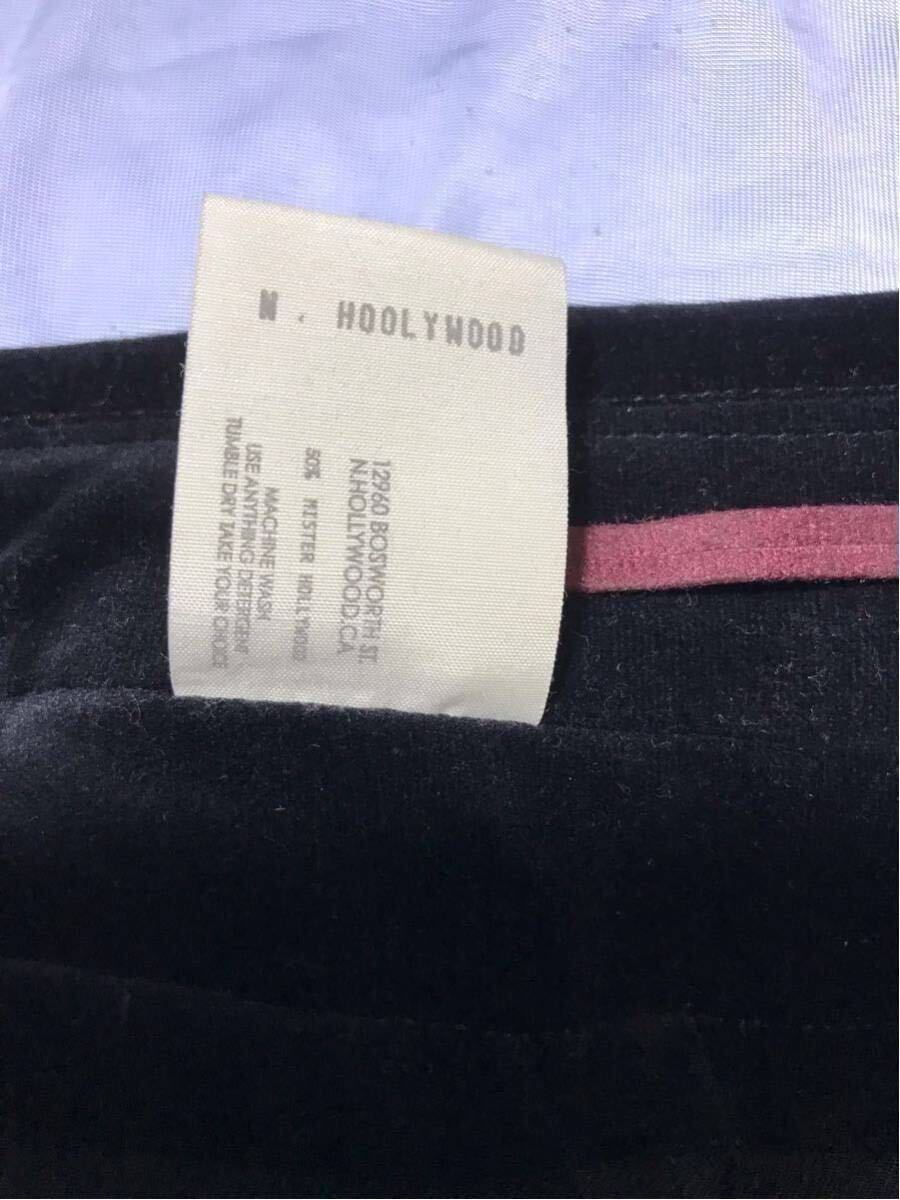 N. HOOLYWOOD
12960 BOSWORTH ST.
N.HOLLYWOOD.CA
50% MISTER HOLLYWOOD
MACHINE WASH
USE ANYTHING DETERGENT
TUMBLE DRY TAKE YOUR CHOICE